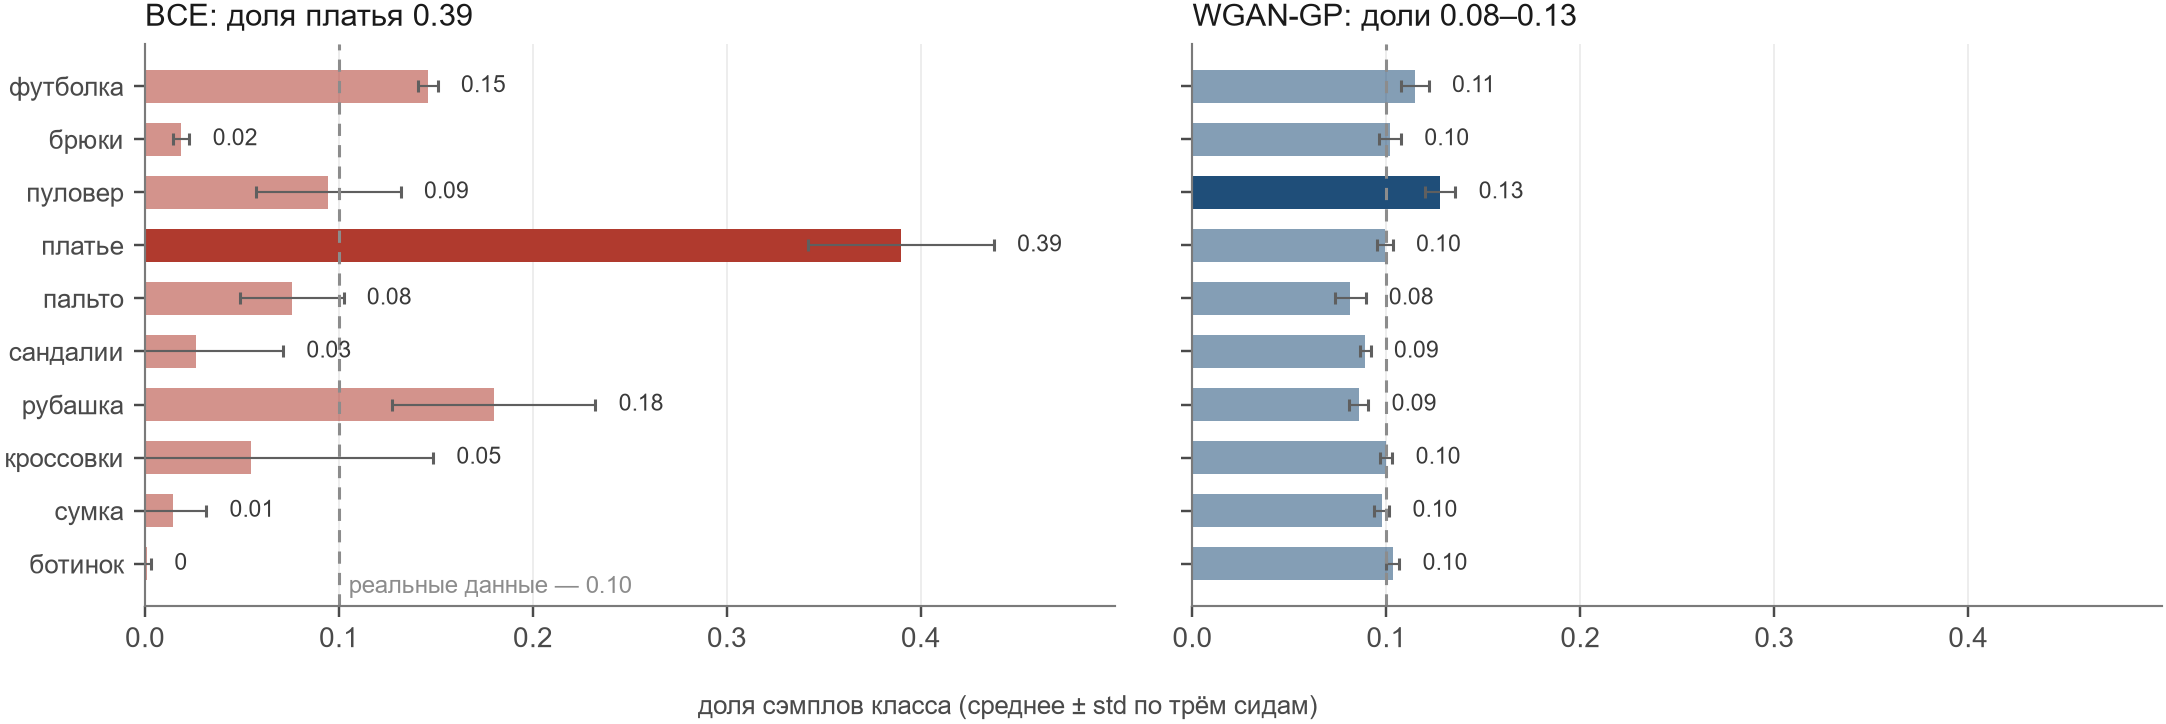 BCE: доля платья 0.39
футболка 0.15
брюки 0.02
пуловер 0.09
платье 0.39
пальто 0.08
сандалии 0.03
рубашка 0.18
кроссовки 0.05
сумка 0.01
ботинок 0
реальные данные — 0.10
0.0 0.1 0.2 0.3 0.4
WGAN-GP: доли 0.08–0.13
0.11
0.10
0.13
0.10
0.08
0.09
0.09
0.10
0.10
0.10
0.0 0.1 0.2 0.3 0.4
доля сэмплов класса (среднее ± std по трём сидам)